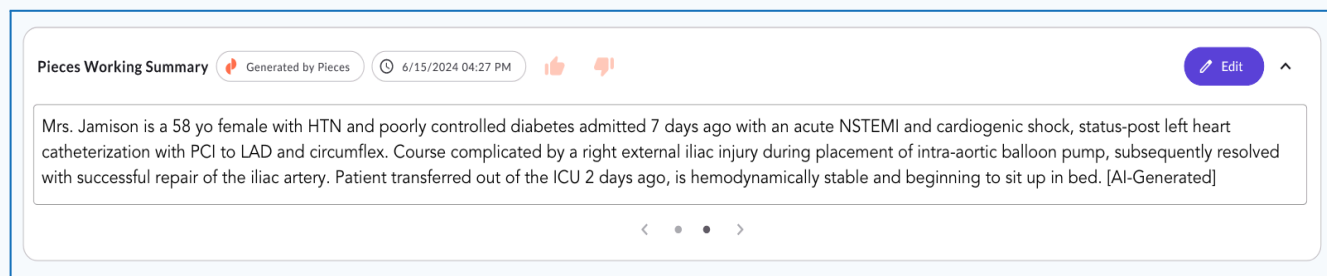 Pieces Working Summary Generated by Pieces 6/15/2024 04:27 PM Edit
Mrs. Jamison is a 58 yo female with HTN and poorly controlled diabetes admitted 7 days ago with an acute NSTEMI and cardiogenic shock, status-post left heart
catheterization with PCI to LAD and circumflex. Course complicated by a right external iliac injury during placement of intra-aortic balloon pump, subsequently resolved
with successful repair of the iliac artery. Patient transferred out of the ICU 2 days ago, is hemodynamically stable and beginning to sit up in bed. [AI-Generated]